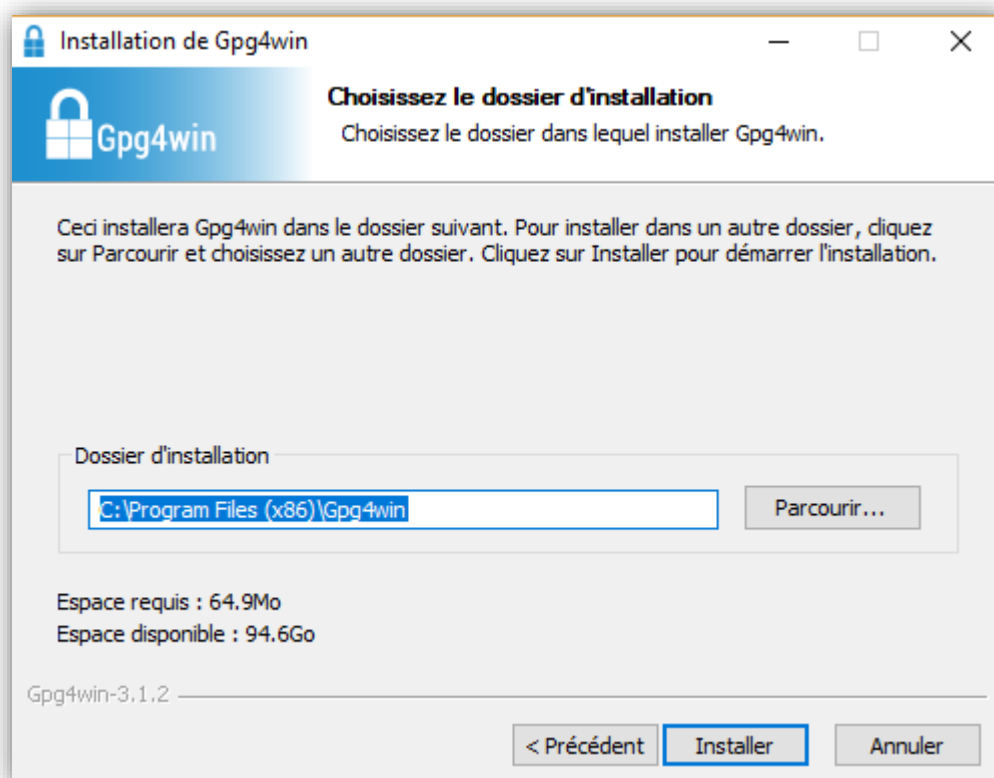 Installation de Gpg4win
Gpg4win
Choisissez le dossier d'installation
Choisissez le dossier dans lequel installer Gpg4win.
Ceci installera Gpg4win dans le dossier suivant. Pour installer dans un autre dossier, cliquez
sur Parcourir et choisissez un autre dossier. Cliquez sur Installer pour démarrer l'installation.
Dossier d'installation
C:\Program Files (x86)\Gpg4win
Parcourir...
Espace requis : 64.9Mo
Espace disponible : 94.6Go
Gpg4win-3.1.2
< Précédent
Installer
Annuler